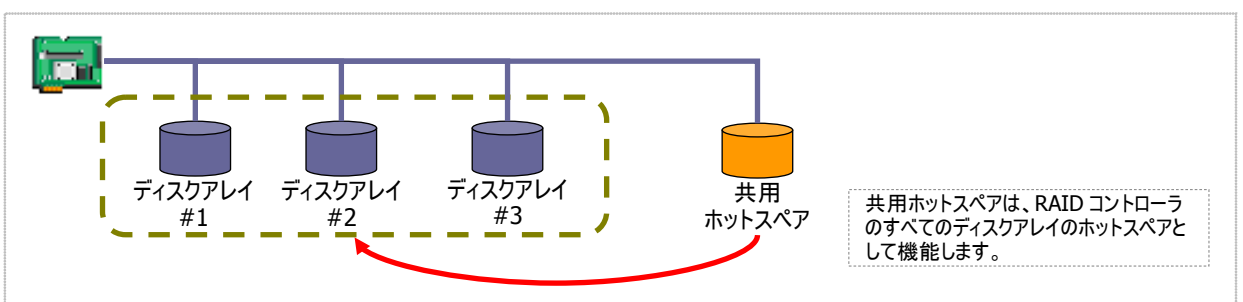 ディスクアレイ
#1
ディスクアレイ
#2
ディスクアレイ
#3
共用
ホットスペア
共用ホットスペアは、RAID コントローラ
のすべてのディスクアレイのホットスペアと
して機能します。